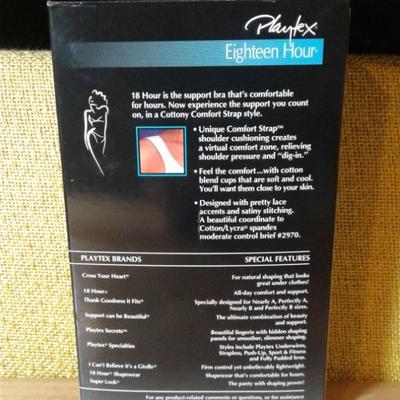 Playtex®
Eighteen Hour®
18 Hour is the support bra that's comfortable
for hours. Now experience the support you count
on, in a Cottony Comfort Strap style.
• Unique Comfort Strap™
shoulder cushioning creates
a virtual comfort zone, relieving
shoulder pressure and "dig-in."
• Feel the comfort...with cotton
blend cups that are soft and cool.
You'll want them close to your skin.
• Designed with pretty lace
accents and satiny stitching.
A beautiful coordinate to
Cotton/Lycra® spandex
moderate control brief #2970.
PLAYTEX BRANDS SPECIAL FEATURES
Cross Your Heart® For natural shaping that looks
great under clothes!
18 Hour® All-day comfort and support.
Thank Goodness it Fits® Specially designed for Nearly A, Perfectly A,
Nearly B and Perfectly B sizes.
Support can be Beautiful™ The ultimate combination of beauty
and support.
Playtex Secrets™ Beautiful lingerie with hidden shaping
panels for smoother, slimmer shaping.
Playtex® Specialties Styles Include Playtex Underwires,
Strapless, Push-Up, Sport & Fitness
and Fully Padded bras.
I Can't Believe It's a Girdle® Firm control yet unbelievably lightweight.
18 Hour® Shapewear Shapewear that's comfortable for hours.
Super Look® The panty with shaping power!
For any product-related comments or questions, or for assistance